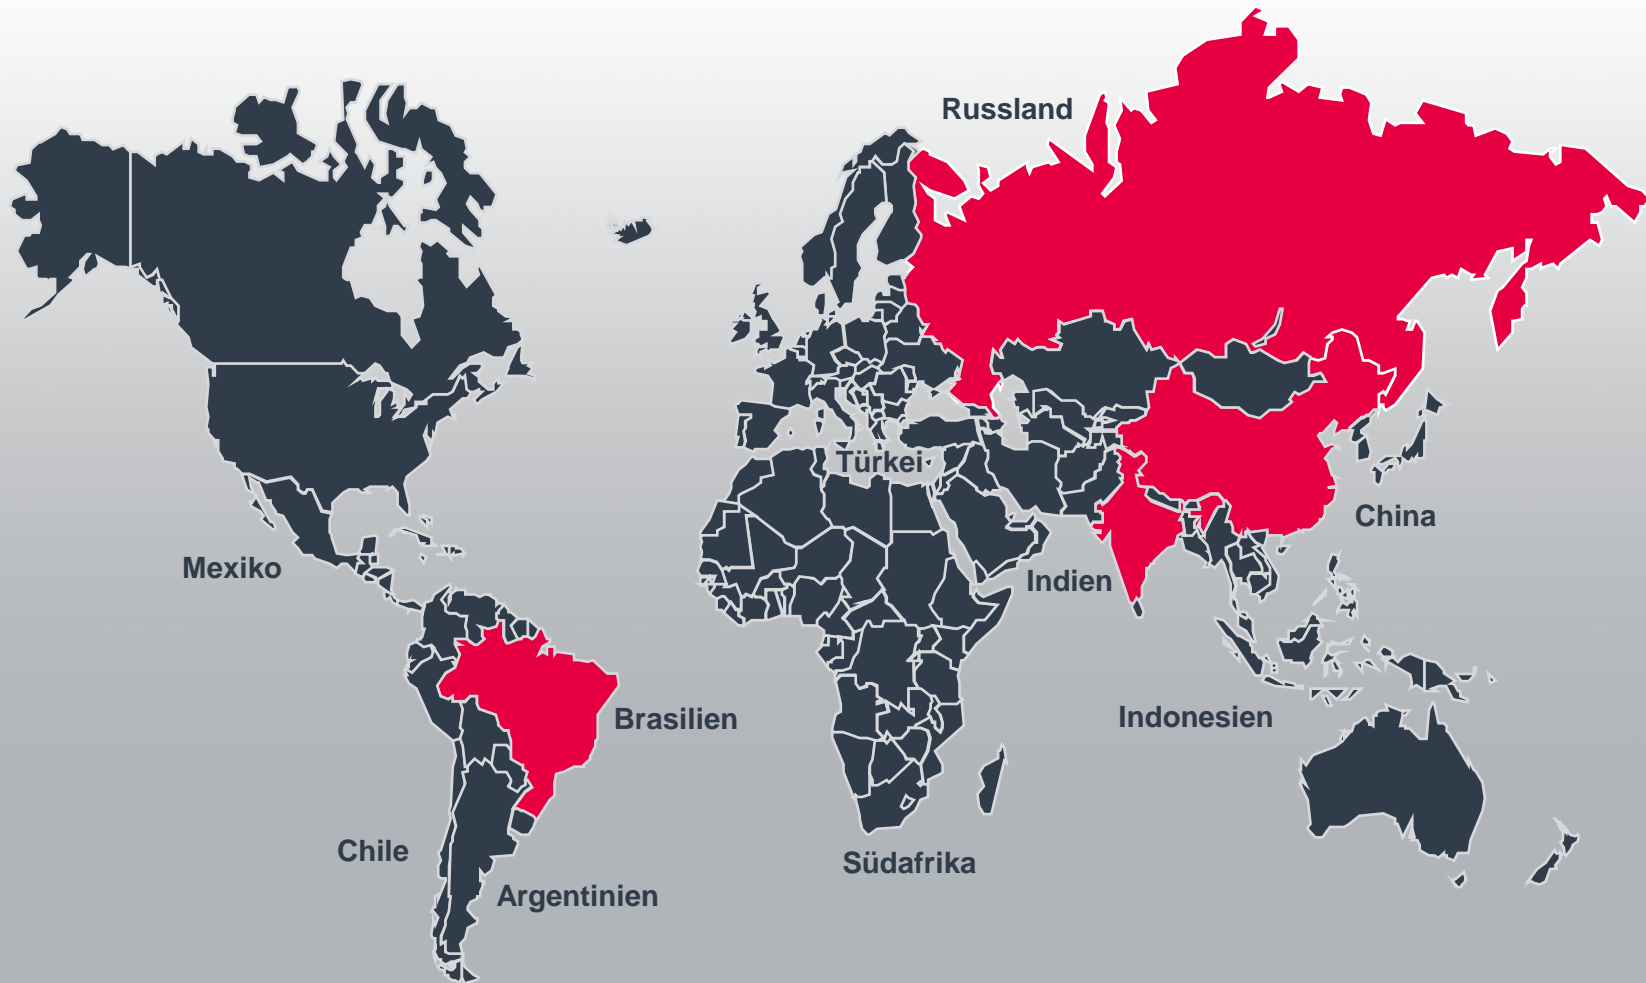 Russland
Türkei
China
Mexiko
Indien
Brasilien
Indonesien
Chile
Südafrika
Argentinien